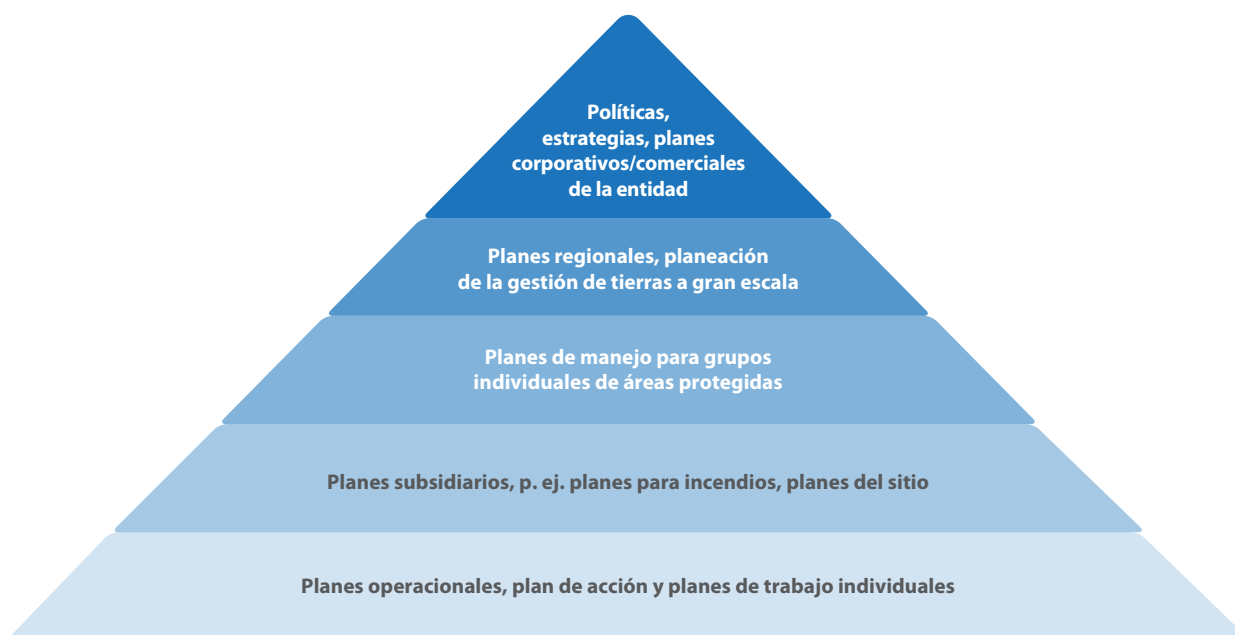 Políticas,
estrategias, planes
corporativos/comerciales
de la entidad
Planes regionales, planeación
de la gestión de tierras a gran escala
Planes de manejo para grupos
individuales de áreas protegidas
Planes subsidiarios, p. ej. planes para incendios, planes del sitio
Planes operacionales, plan de acción y planes de trabajo individuales